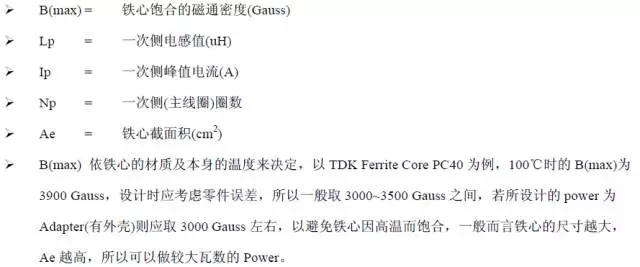 ➢ B(max) = 铁心饱合的磁通密度(Gauss)
➢ Lp = 一次侧电感值(uH)
➢ Ip = 一次侧峰值电流(A)
➢ Np = 一次侧(主线圈)圈数
➢ Ae = 铁心截面积(cm²)
➢ B(max) 依铁心的材质及本身的温度来决定，以 TDK Ferrite Core PC40 为例，100℃时的 B(max)为
3900 Gauss，设计时应考虑零件误差，所以一般取 3000~3500 Gauss 之间，若所设计的 power 为
Adapter(有外壳)则应取 3000 Gauss 左右，以避免铁心因高温而饱合，一般而言铁心的尺寸越大，
Ae 越高，所以可以做较大瓦数的 Power。